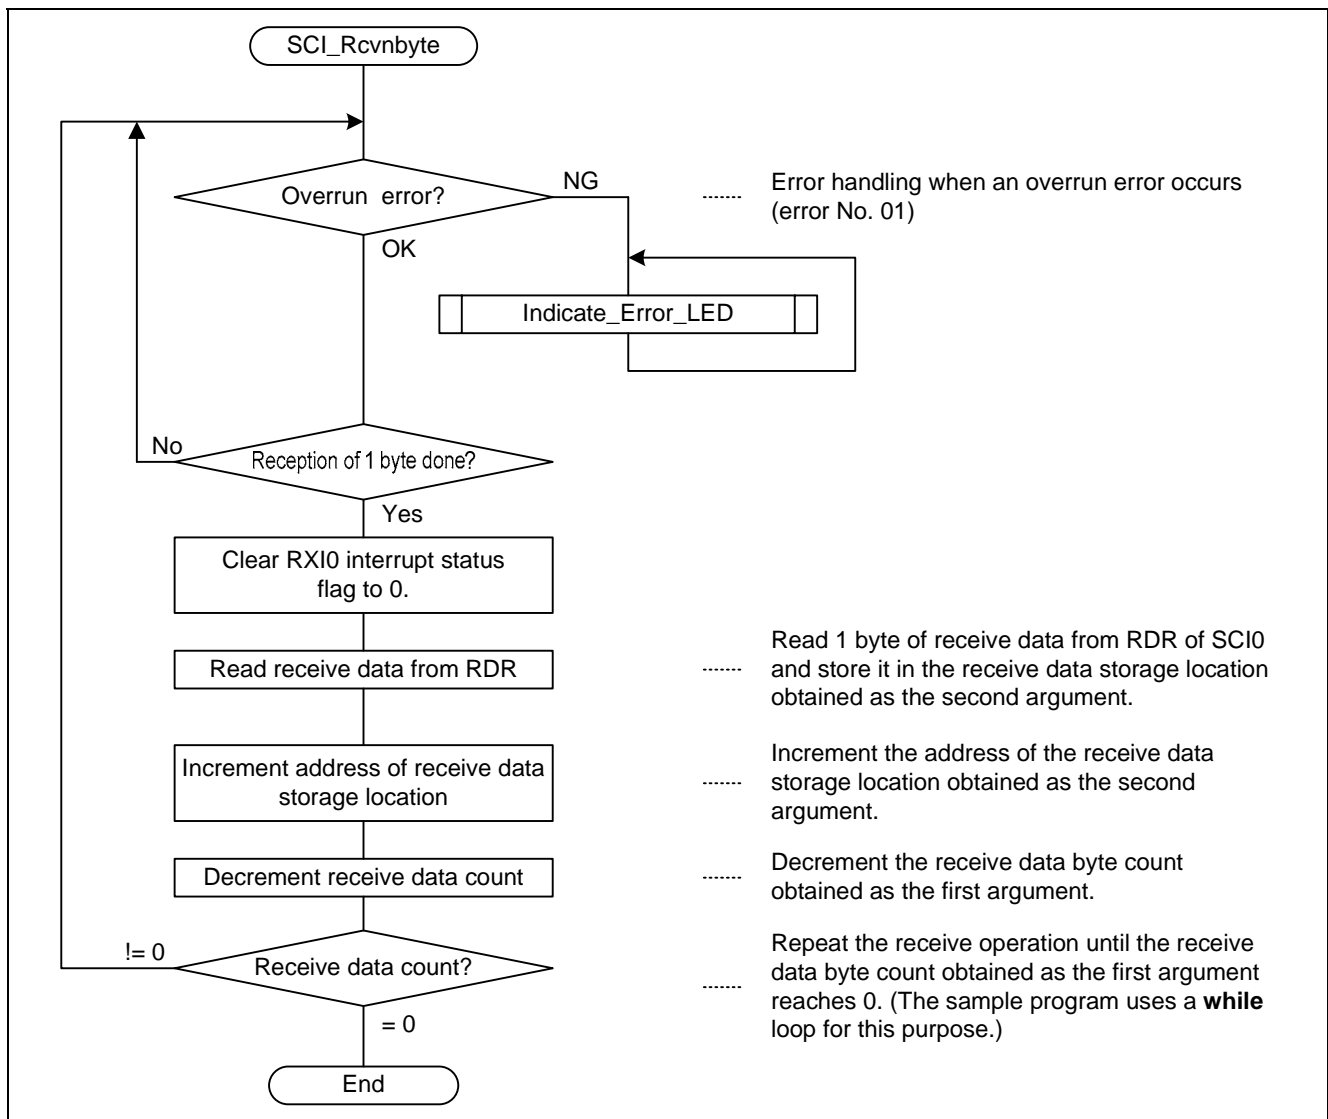 SCI_Rcvnbyte
Overrun error?
NG
Error handling when an overrun error occurs
(error No. 01)
OK
Indicate_Error_LED
No
Reception of 1 byte done?
Yes
Clear RXI0 interrupt status
flag to 0.
Read receive data from RDR
Read 1 byte of receive data from RDR of SCI0
and store it in the receive data storage location
obtained as the second argument.
Increment address of receive data
storage location
Increment the address of the receive data
storage location obtained as the second
argument.
Decrement receive data count
Decrement the receive data byte count
obtained as the first argument.
!= 0
Receive data count?
Repeat the receive operation until the receive
data byte count obtained as the first argument
reaches 0. (The sample program uses a while
loop for this purpose.)
= 0
End